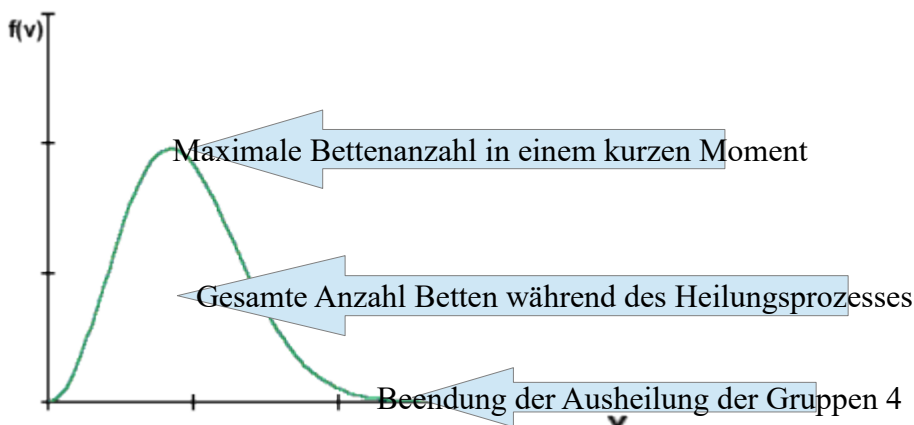 f(v)
Maximale Bettenanzahl in einem kurzen Moment
Gesamte Anzahl Betten während des Heilungsprozesses
Beendung der Ausheilung der Gruppen 4